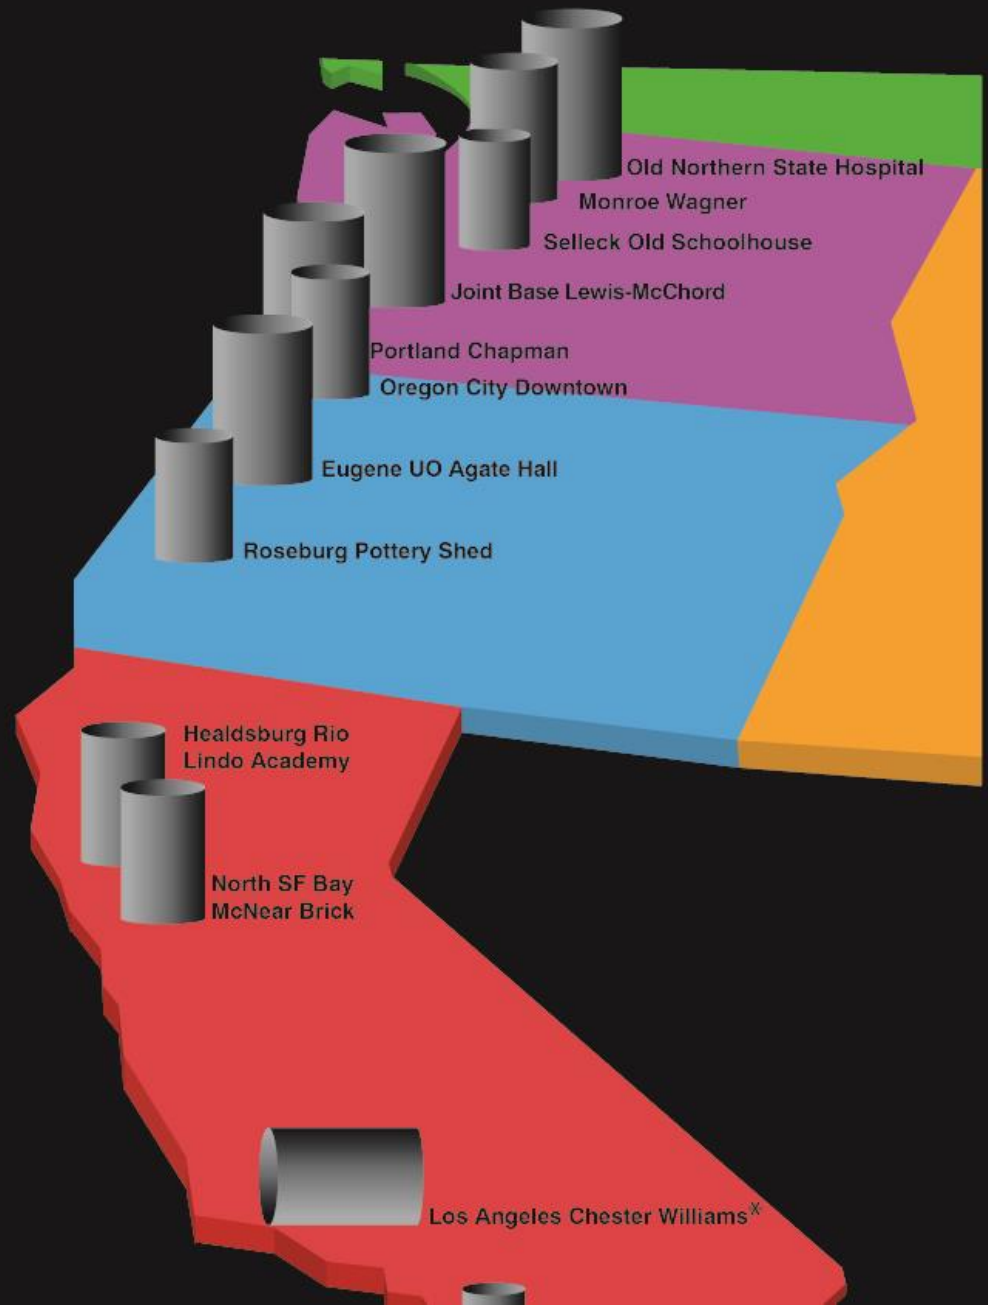 Old Northern State Hospital
Monroe Wagner
Selleck Old Schoolhouse
Joint Base Lewis-McChord
Portland Chapman
Oregon City Downtown
Eugene UO Agate Hall
Roseburg Pottery Shed
Healdsburg Rio
Lindo Academy
North SF Bay
McNear Brick
Los Angeles Chester Williams*